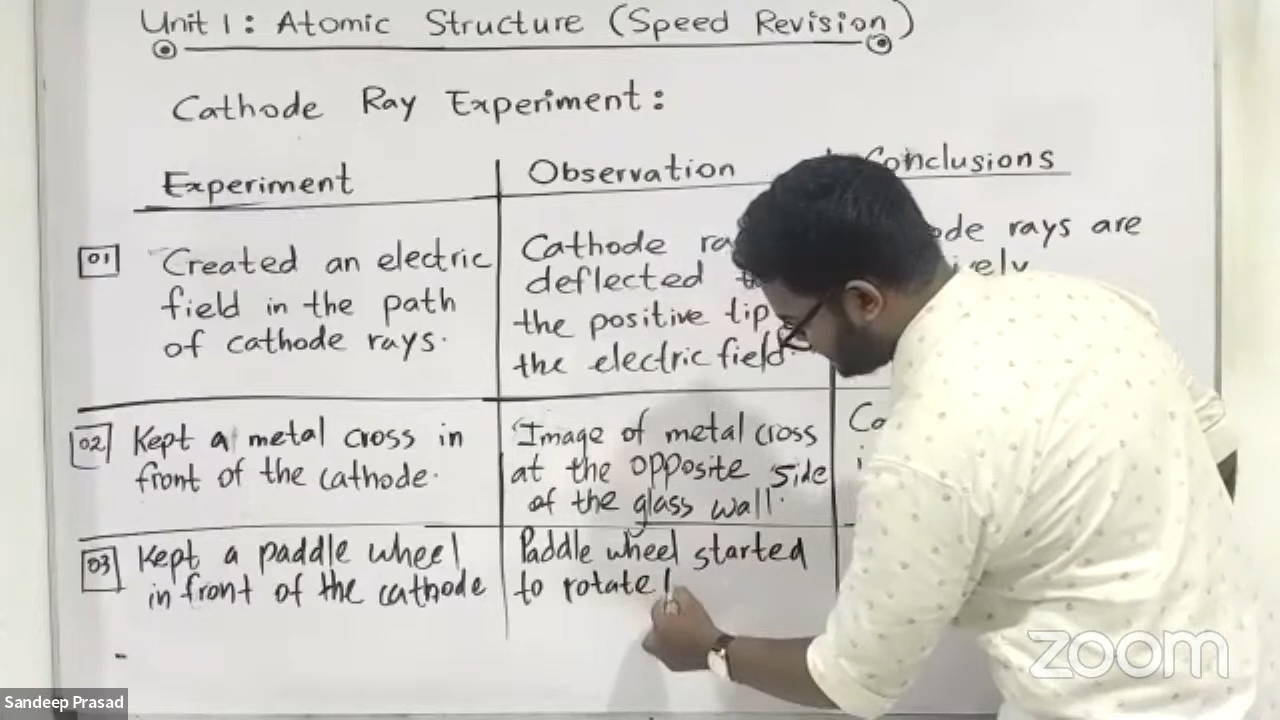 Unit 1: Atomic Structure (Speed Revision)
Cathode Ray Experiment:
Experiment
Observation
Conclusions
01
Created an electric
field in the path
of cathode rays.
Cathode
deflected
the positive tip
the electric field
rays are
02
Kept a metal cross in
front of the cathode.
Image of metal cross
at the opposite side
of the glass wall.
03
Kept a paddle wheel
in front of the cathode
Paddle wheel started
to rotate
Sandeep Prasad
zoom